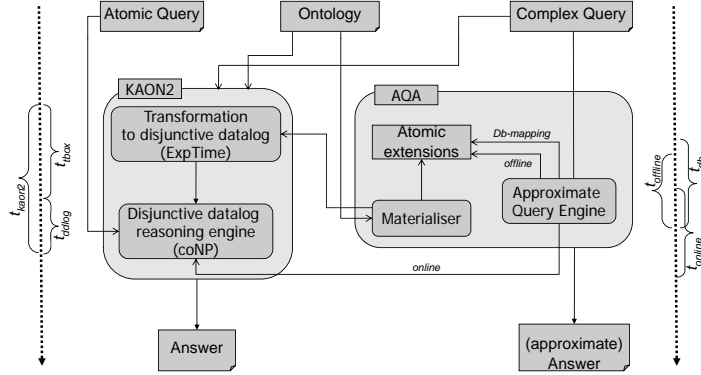 Atomic Query
Ontology
Complex Query
KAON2
Transformation
to disjunctive datalog
(ExpTime)
Disjunctive datalog
reasoning engine
(coNP)
AQA
Atomic
extensions
Db-mapping
offline
Materialiser
Approximate
Query Engine
online
Answer
(approximate)
Answer
t_kaon2
t_tbox
t_ddlog
t_offline
t_db
t_online